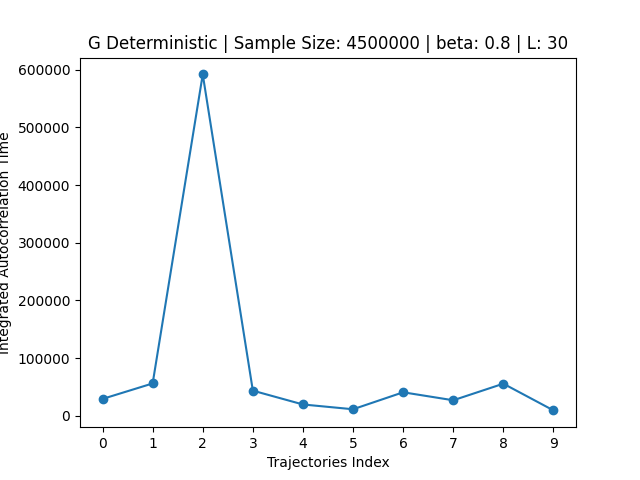 G Deterministic | Sample Size: 4500000 | beta: 0.8 | L: 30
600000
500000
400000
300000
200000
100000
0
Integrated Autocorrelation Time
0 1 2 3 4 5 6 7 8 9
Trajectories Index